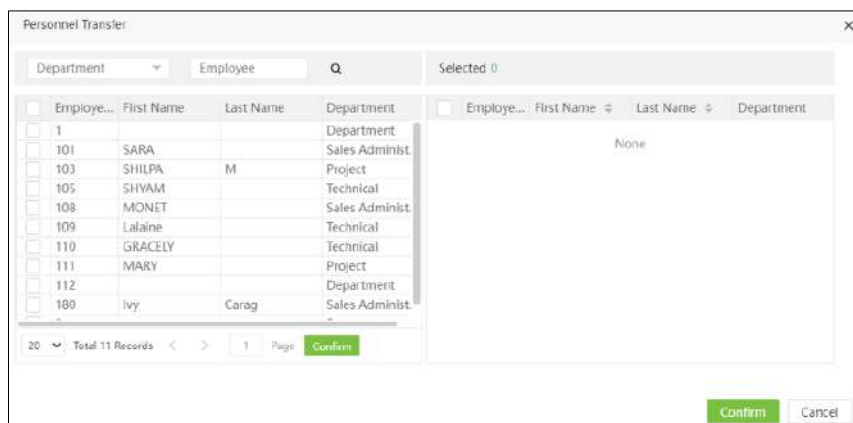 Personnel Transfer ×
Department Employee Selected 0
Employe... First Name Last Name Department Employe... First Name Last Name Department
1 Department
None
101 SARA Sales Administ.
103 SHILPA M Project
105 SHYAM Technical
108 MONET Sales Administ.
109 Lalaine Technical
110 GRACELY Technical
111 MARY Project
112 Department
180 Ivy Carag Sales Administ.
20 Total 11 Records < > 1 Page Confirm
Confirm Cancel